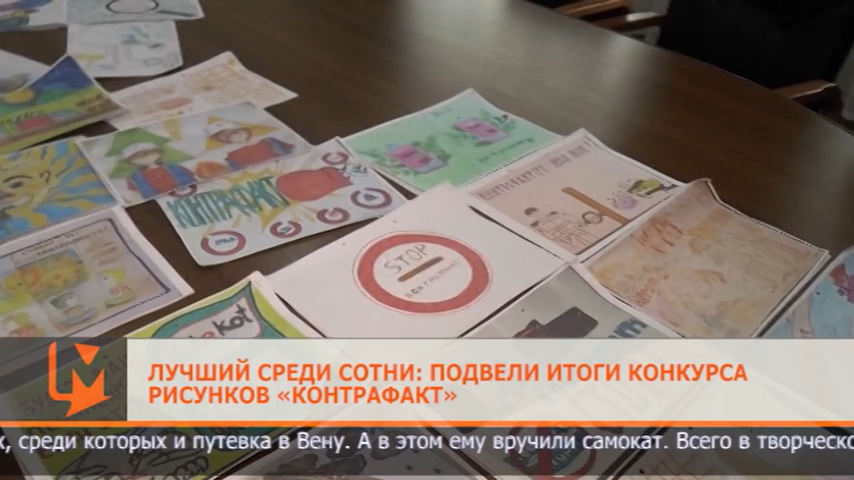 КОНТРАФАКТ
STOP
КОНТРАФАКТ
ЛУЧШИЙ СРЕДИ СОТНИ: ПОДВЕЛИ ИТОГИ КОНКУРСА
РИСУНКОВ «КОНТРАФАКТ»
х, среди которых и путевка в Вену. А в этом ему вручили самокат. Всего в творческо